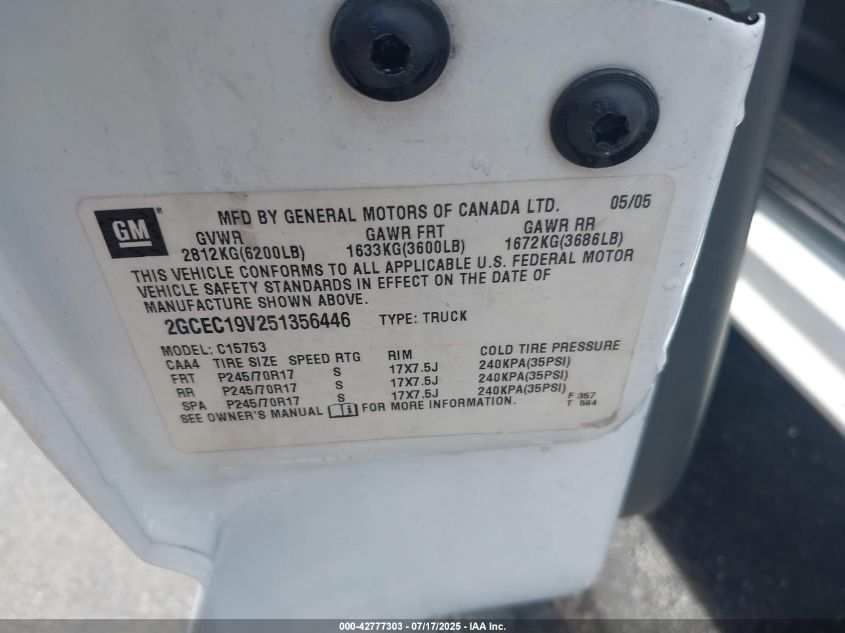 GM ®
MFD BY GENERAL MOTORS OF CANADA LTD. 05/05
GVWR GAWR FRT GAWR RR
2812KG(6200LB) 1633KG(3600LB) 1672KG(3686LB)
THIS VEHICLE CONFORMS TO ALL APPLICABLE U.S. FEDERAL MOTOR
VEHICLE SAFETY STANDARDS IN EFFECT ON THE DATE OF
MANUFACTURE SHOWN ABOVE.
2GCEC19V251356446 TYPE: TRUCK
MODEL: C15753
CAA4 TIRE SIZE SPEED RTG RIM COLD TIRE PRESSURE
FRT P245/70R17 S 17X7.5J 240KPA(35PSI)
RR P245/70R17 S 17X7.5J 240KPA(35PSI)
SPA P245/70R17 S 17X7.5J 240KPA(35PSI)
SEE OWNER'S MANUAL i FOR MORE INFORMATION.
F 357
T 564
000-42777303 - 07/17/2025 - IAA Inc.